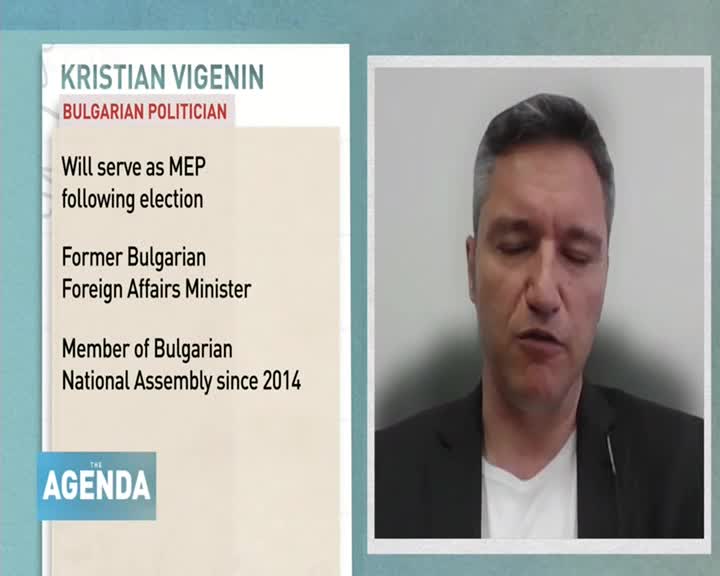 KRISTIAN VIGENIN
BULGARIAN POLITICIAN
Will serve as MEP
following election
Former Bulgarian
Foreign Affairs Minister
Member of Bulgarian
National Assembly since 2014
THE
AGENDA